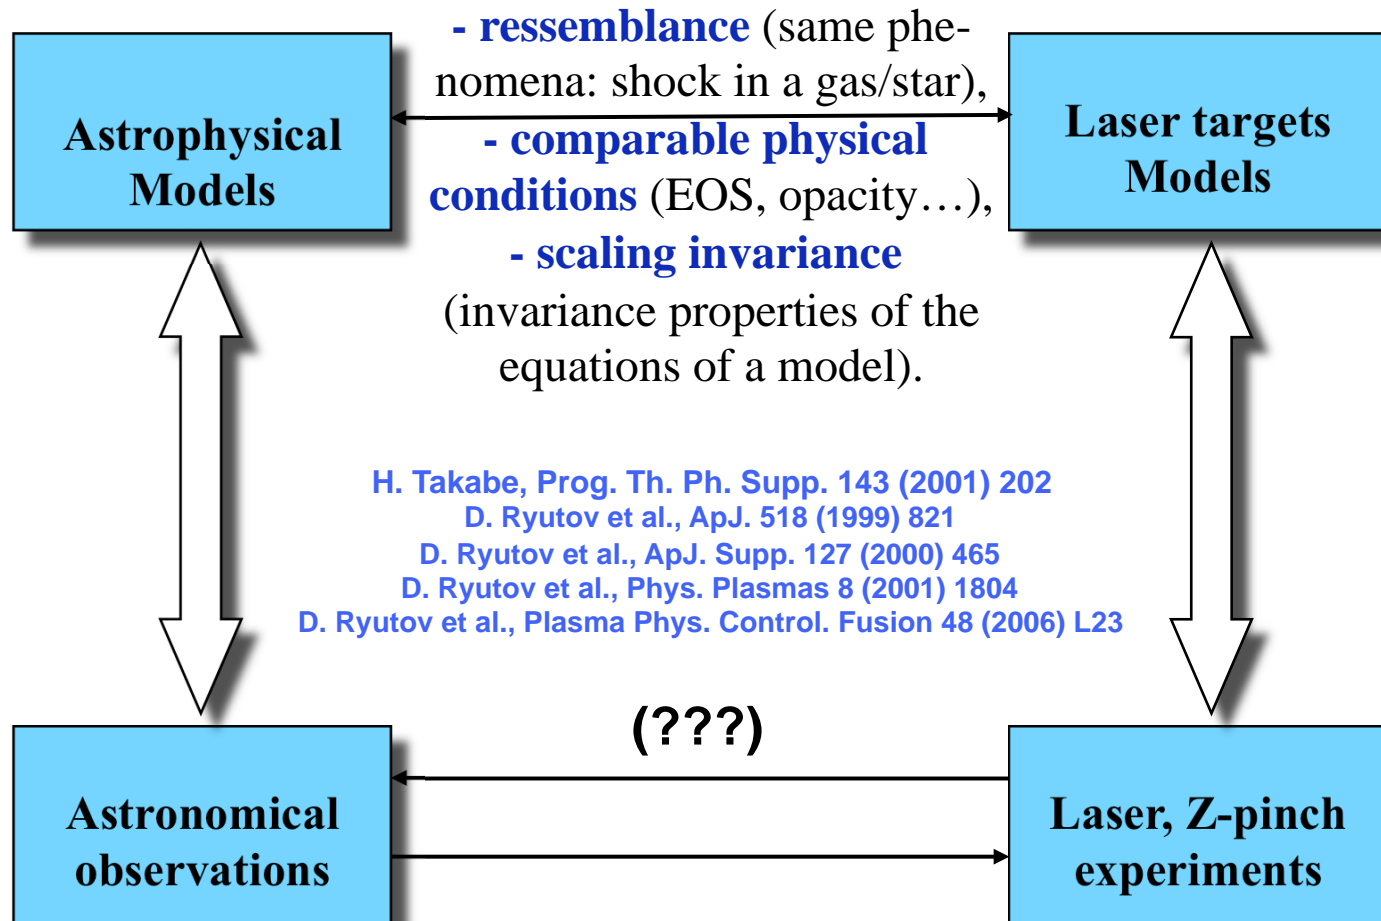 - ressemblance (same phe-
nomena: shock in a gas/star),
- comparable physical
conditions (EOS, opacity…),
- scaling invariance
(invariance properties of the
equations of a model).
Astrophysical
Models
Laser targets
Models
H. Takabe, Prog. Th. Ph. Supp. 143 (2001) 202
D. Ryutov et al., ApJ. 518 (1999) 821
D. Ryutov et al., ApJ. Supp. 127 (2000) 465
D. Ryutov et al., Phys. Plasmas 8 (2001) 1804
D. Ryutov et al., Plasma Phys. Control. Fusion 48 (2006) L23
(???)
Astronomical
observations
Laser, Z-pinch
experiments